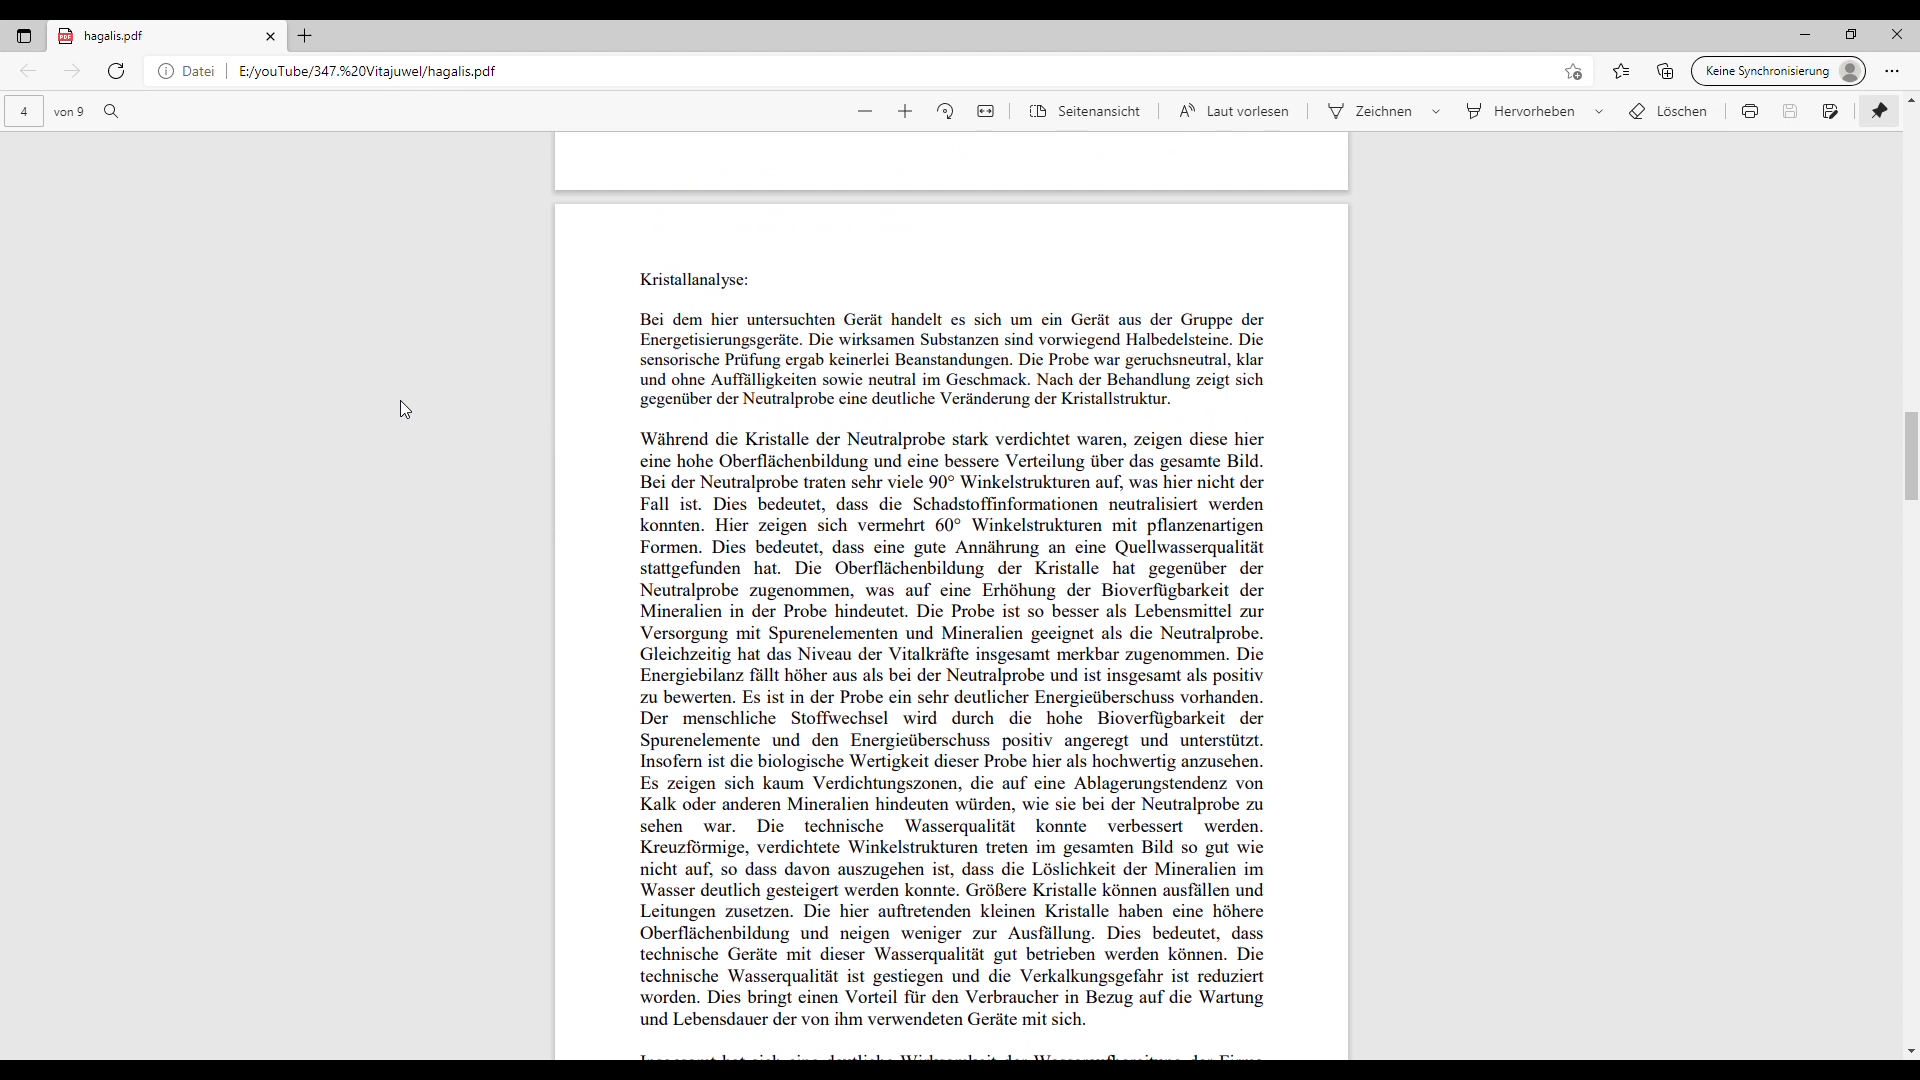 hagalis.pdf
Datei E:/youTube/347.%20Vitajuwel/hagalis.pdf Keine Synchronisierung
4 von 9 Seitenansicht Laut vorlesen Zeichnen Hervorheben Löschen
Kristallanalyse:
Bei dem hier untersuchten Gerät handelt es sich um ein Gerät aus der Gruppe der
Energetisierungsgeräte. Die wirksamen Substanzen sind vorwiegend Halbedelsteine. Die
sensorische Prüfung ergab keinerlei Beanstandungen. Die Probe war geruchsneutral, klar
und ohne Auffälligkeiten sowie neutral im Geschmack. Nach der Behandlung zeigt sich
gegenüber der Neutralprobe eine deutliche Veränderung der Kristallstruktur.
Während die Kristalle der Neutralprobe stark verdichtet waren, zeigen diese hier
eine hohe Oberflächenbildung und eine bessere Verteilung über das gesamte Bild.
Bei der Neutralprobe traten sehr viele 90° Winkelstrukturen auf, was hier nicht der
Fall ist. Dies bedeutet, dass die Schadstoffinformationen neutralisiert werden
konnten. Hier zeigen sich vermehrt 60° Winkelstrukturen mit pflanzenartigen
Formen. Dies bedeutet, dass eine gute Annährung an eine Quellwasserqualität
stattgefunden hat. Die Oberflächenbildung der Kristalle hat gegenüber der
Neutralprobe zugenommen, was auf eine Erhöhung der Bioverfügbarkeit der
Mineralien in der Probe hindeutet. Die Probe ist so besser als Lebensmittel zur
Versorgung mit Spurenelementen und Mineralien geeignet als die Neutralprobe.
Gleichzeitig hat das Niveau der Vitalkräfte insgesamt merkbar zugenommen. Die
Energiebilanz fällt höher aus als bei der Neutralprobe und ist insgesamt als positiv
zu bewerten. Es ist in der Probe ein sehr deutlicher Energieüberschuss vorhanden.
Der menschliche Stoffwechsel wird durch die hohe Bioverfügbarkeit der
Spurenelemente und den Energieüberschuss positiv angeregt und unterstützt.
Insofern ist die biologische Wertigkeit dieser Probe hier als hochwertig anzusehen.
Es zeigen sich kaum Verdichtungszonen, die auf eine Ablagerungstendenz von
Kalk oder anderen Mineralien hindeuten würden, wie sie bei der Neutralprobe zu
sehen war. Die technische Wasserqualität konnte verbessert werden.
Kreuzförmige, verdichtete Winkelstrukturen treten im gesamten Bild so gut wie
nicht auf, so dass davon auszugehen ist, dass die Löslichkeit der Mineralien im
Wasser deutlich gesteigert werden konnte. Größere Kristalle können ausfällen und
Leitungen zusetzen. Die hier auftretenden kleinen Kristalle haben eine höhere
Oberflächenbildung und neigen weniger zur Ausfällung. Dies bedeutet, dass
technische Geräte mit dieser Wasserqualität gut betrieben werden können. Die
technische Wasserqualität ist gestiegen und die Verkalkungsgefahr ist reduziert
worden. Dies bringt einen Vorteil für den Verbraucher in Bezug auf die Wartung
und Lebensdauer der von ihm verwendeten Geräte mit sich.
Insgesamt hat sich eine deutliche Wirksamkeit der Wasseraufbereitung der Firma